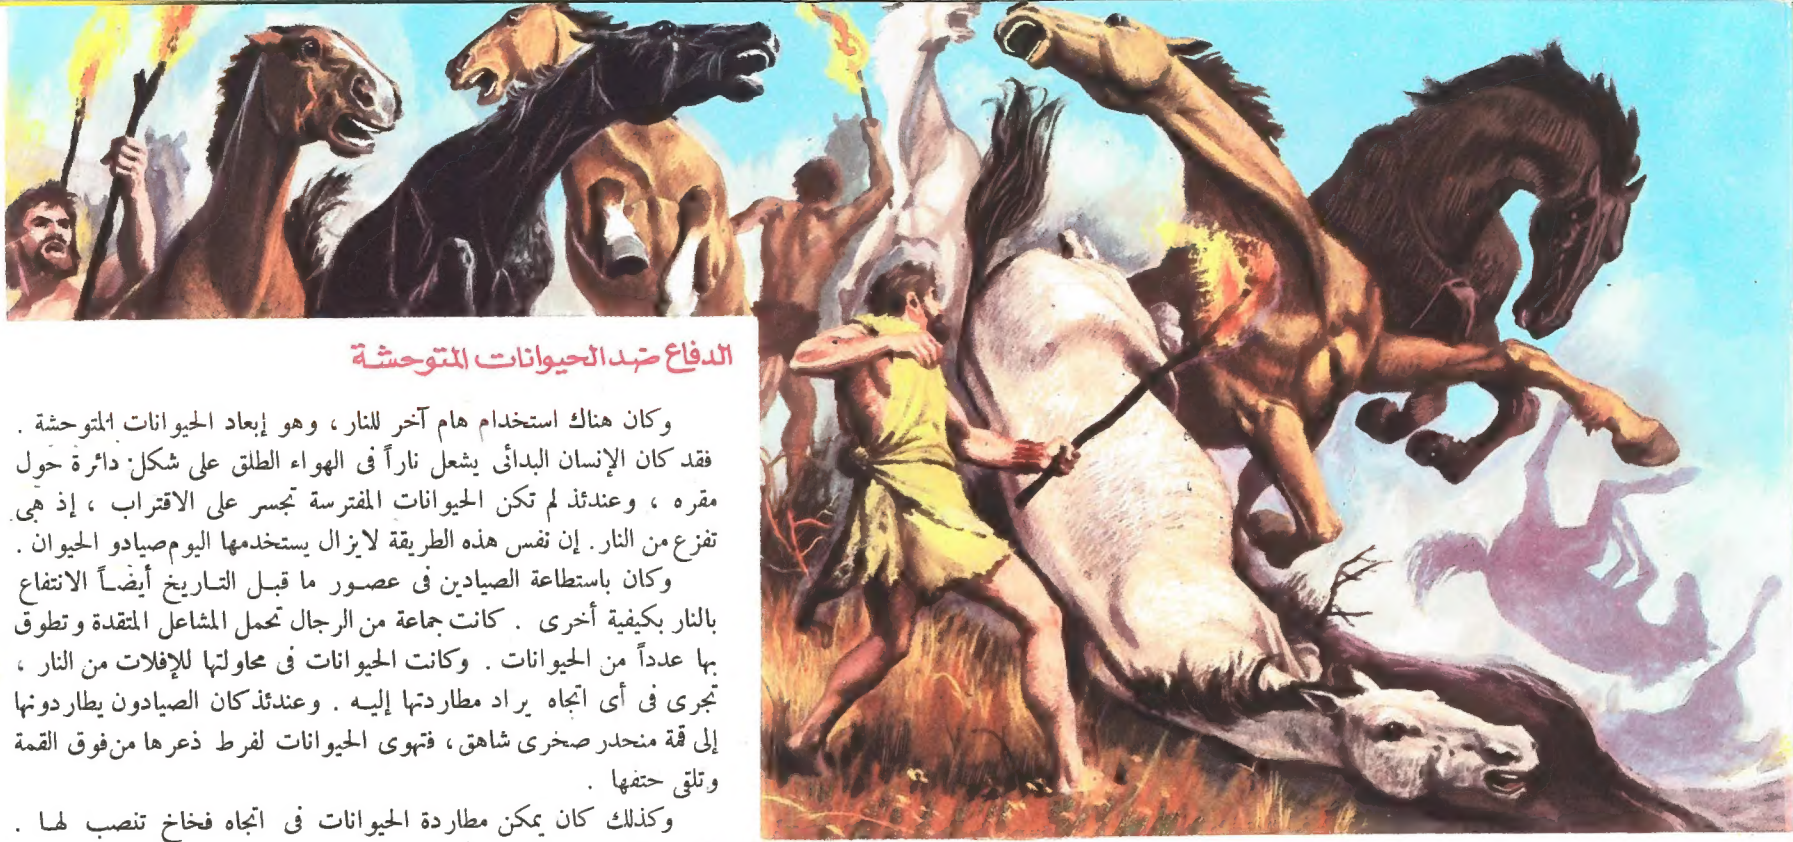 الدفاع ضد الحيوانات المتوحشة
وكان هناك استخدام هام آخر للنار ، وهو إبعاد الحيوانات المتوحشة .
فقد كان الإنسان البدائى يشعل ناراً فى الهواء الطلق على شكل دائرة حول
مقره ، وعندئذ لم تكن الحيوانات المفترسة تجسر على الاقتراب ، إذ هى
تفزع من النار . إن نفس هذه الطريقة لايزال يستخدمها اليوم صيادو الحيوان .
وكان باستطاعة الصيادين فى عصور ما قبل التاريخ أيضاً الانتفاع
بالنار بكيفية أخرى . كانت جماعة من الرجال تحمل المشاعل المتقدة وتطوق
بها عدداً من الحيوانات . وكانت الحيوانات فى محاولتها للإفلات من النار ،
تجرى فى أى اتجاه يراد مطاردتها إليه . وعندئذ كان الصيادون يطاردونها
إلى قمة منحدر صخرى شاهق ، فتهوى الحيوانات لفرط ذعرها من فوق القمة
وتلقى حتفها .
وكذلك كان يمكن مطاردة الحيوانات فى اتجاه فخاخ تنصب لها .